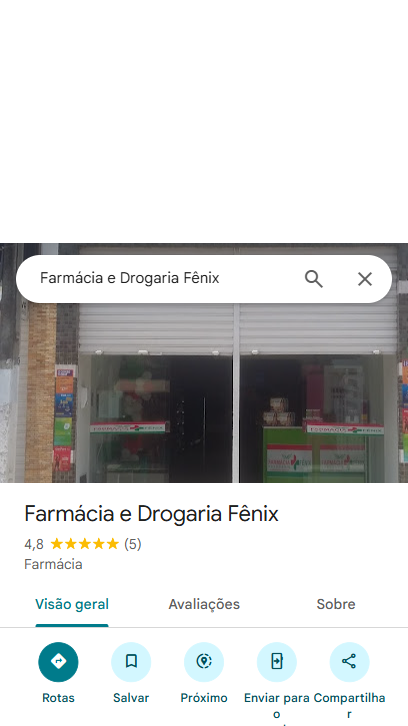 Farmácia e Drogaria Fênix
Farmácia e Drogaria Fênix
4,8 (5)
Farmácia
Visão geral
Avaliações
Sobre
Rotas
Salvar
Próximo
Enviar para
o
Compartilha
r